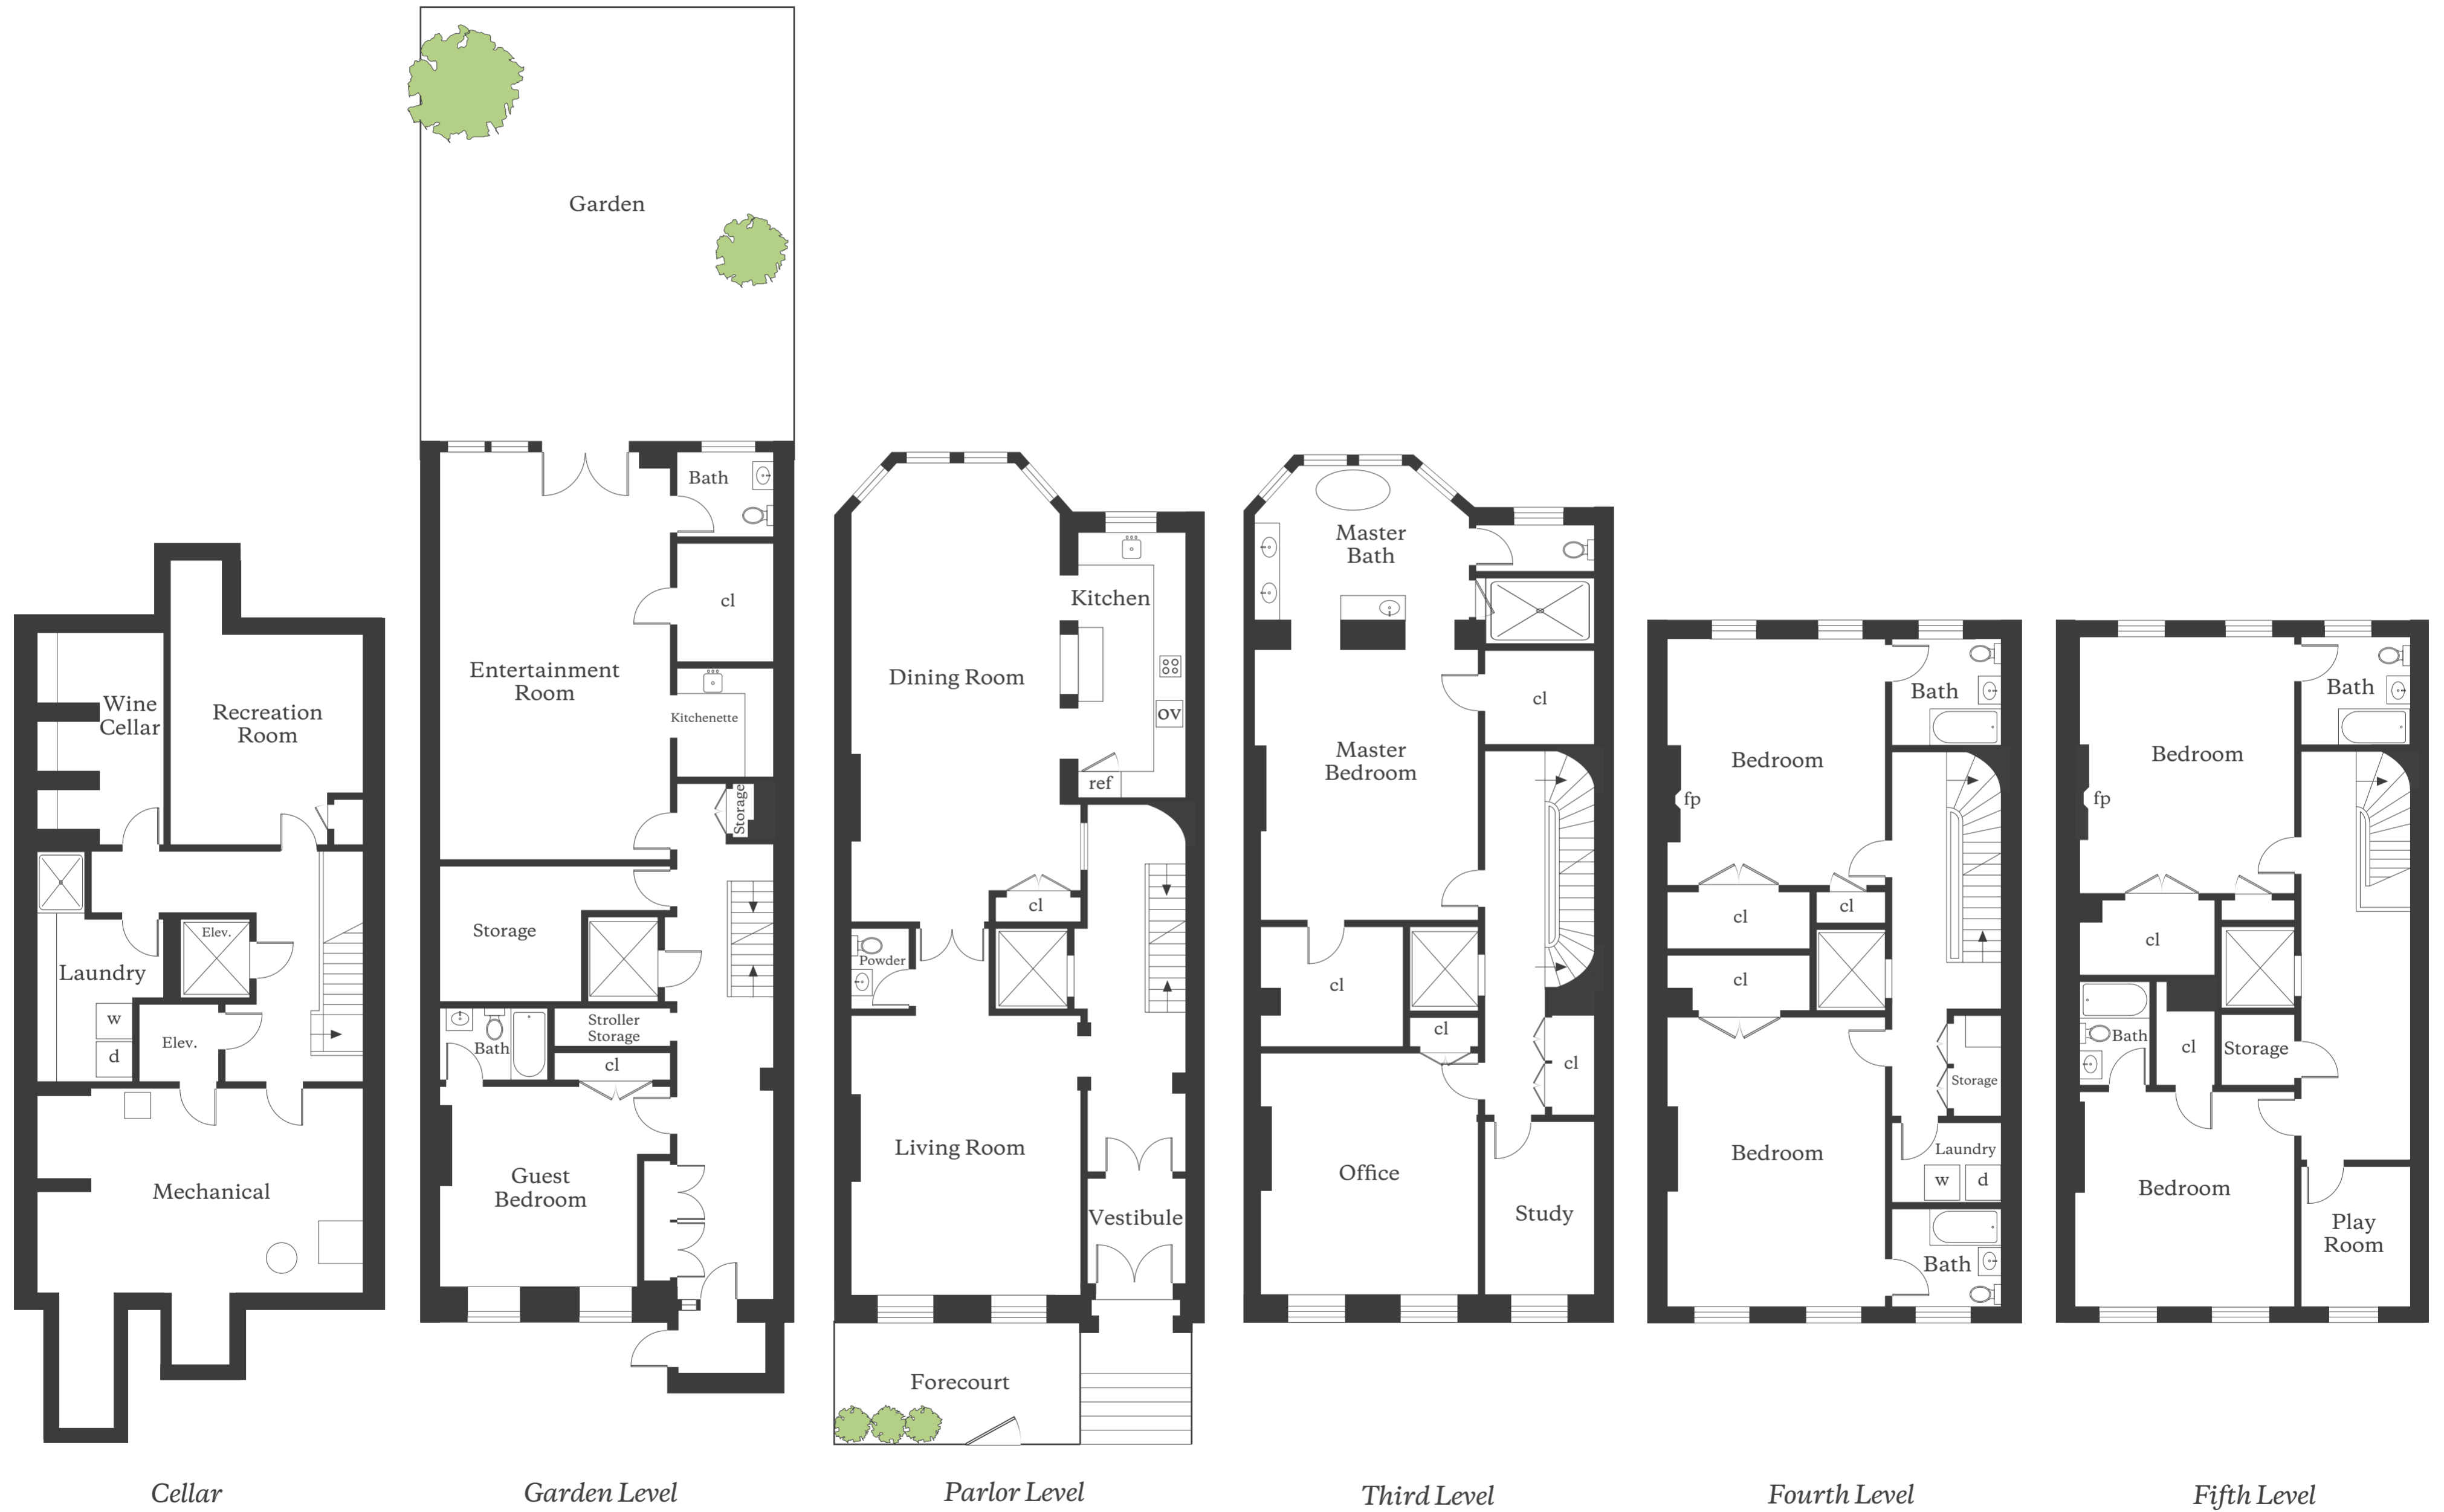 Wine
Cellar
Recreation
Room
Elev.
Laundry
w
d
Elev.
Mechanical
Cellar
Garden
Bath
cl
Entertainment
Room
Kitchenette
Storage
Storage
Stroller
Storage
Bath
cl
Guest
Bedroom
Garden Level
Kitchen
Dining Room
ov
ref
cl
Powder
Living Room
Vestibule
Forecourt
Parlor Level
Master
Bath
cl
Master
Bedroom
cl
cl
cl
Office
Study
Third Level
Bath
Bedroom
fp
cl
cl
cl
Storage
Laundry
w
d
Bedroom
Bath
Fourth Level
Bath
Bedroom
fp
cl
Bath
cl
Storage
Bedroom
Play
Room
Fifth Level